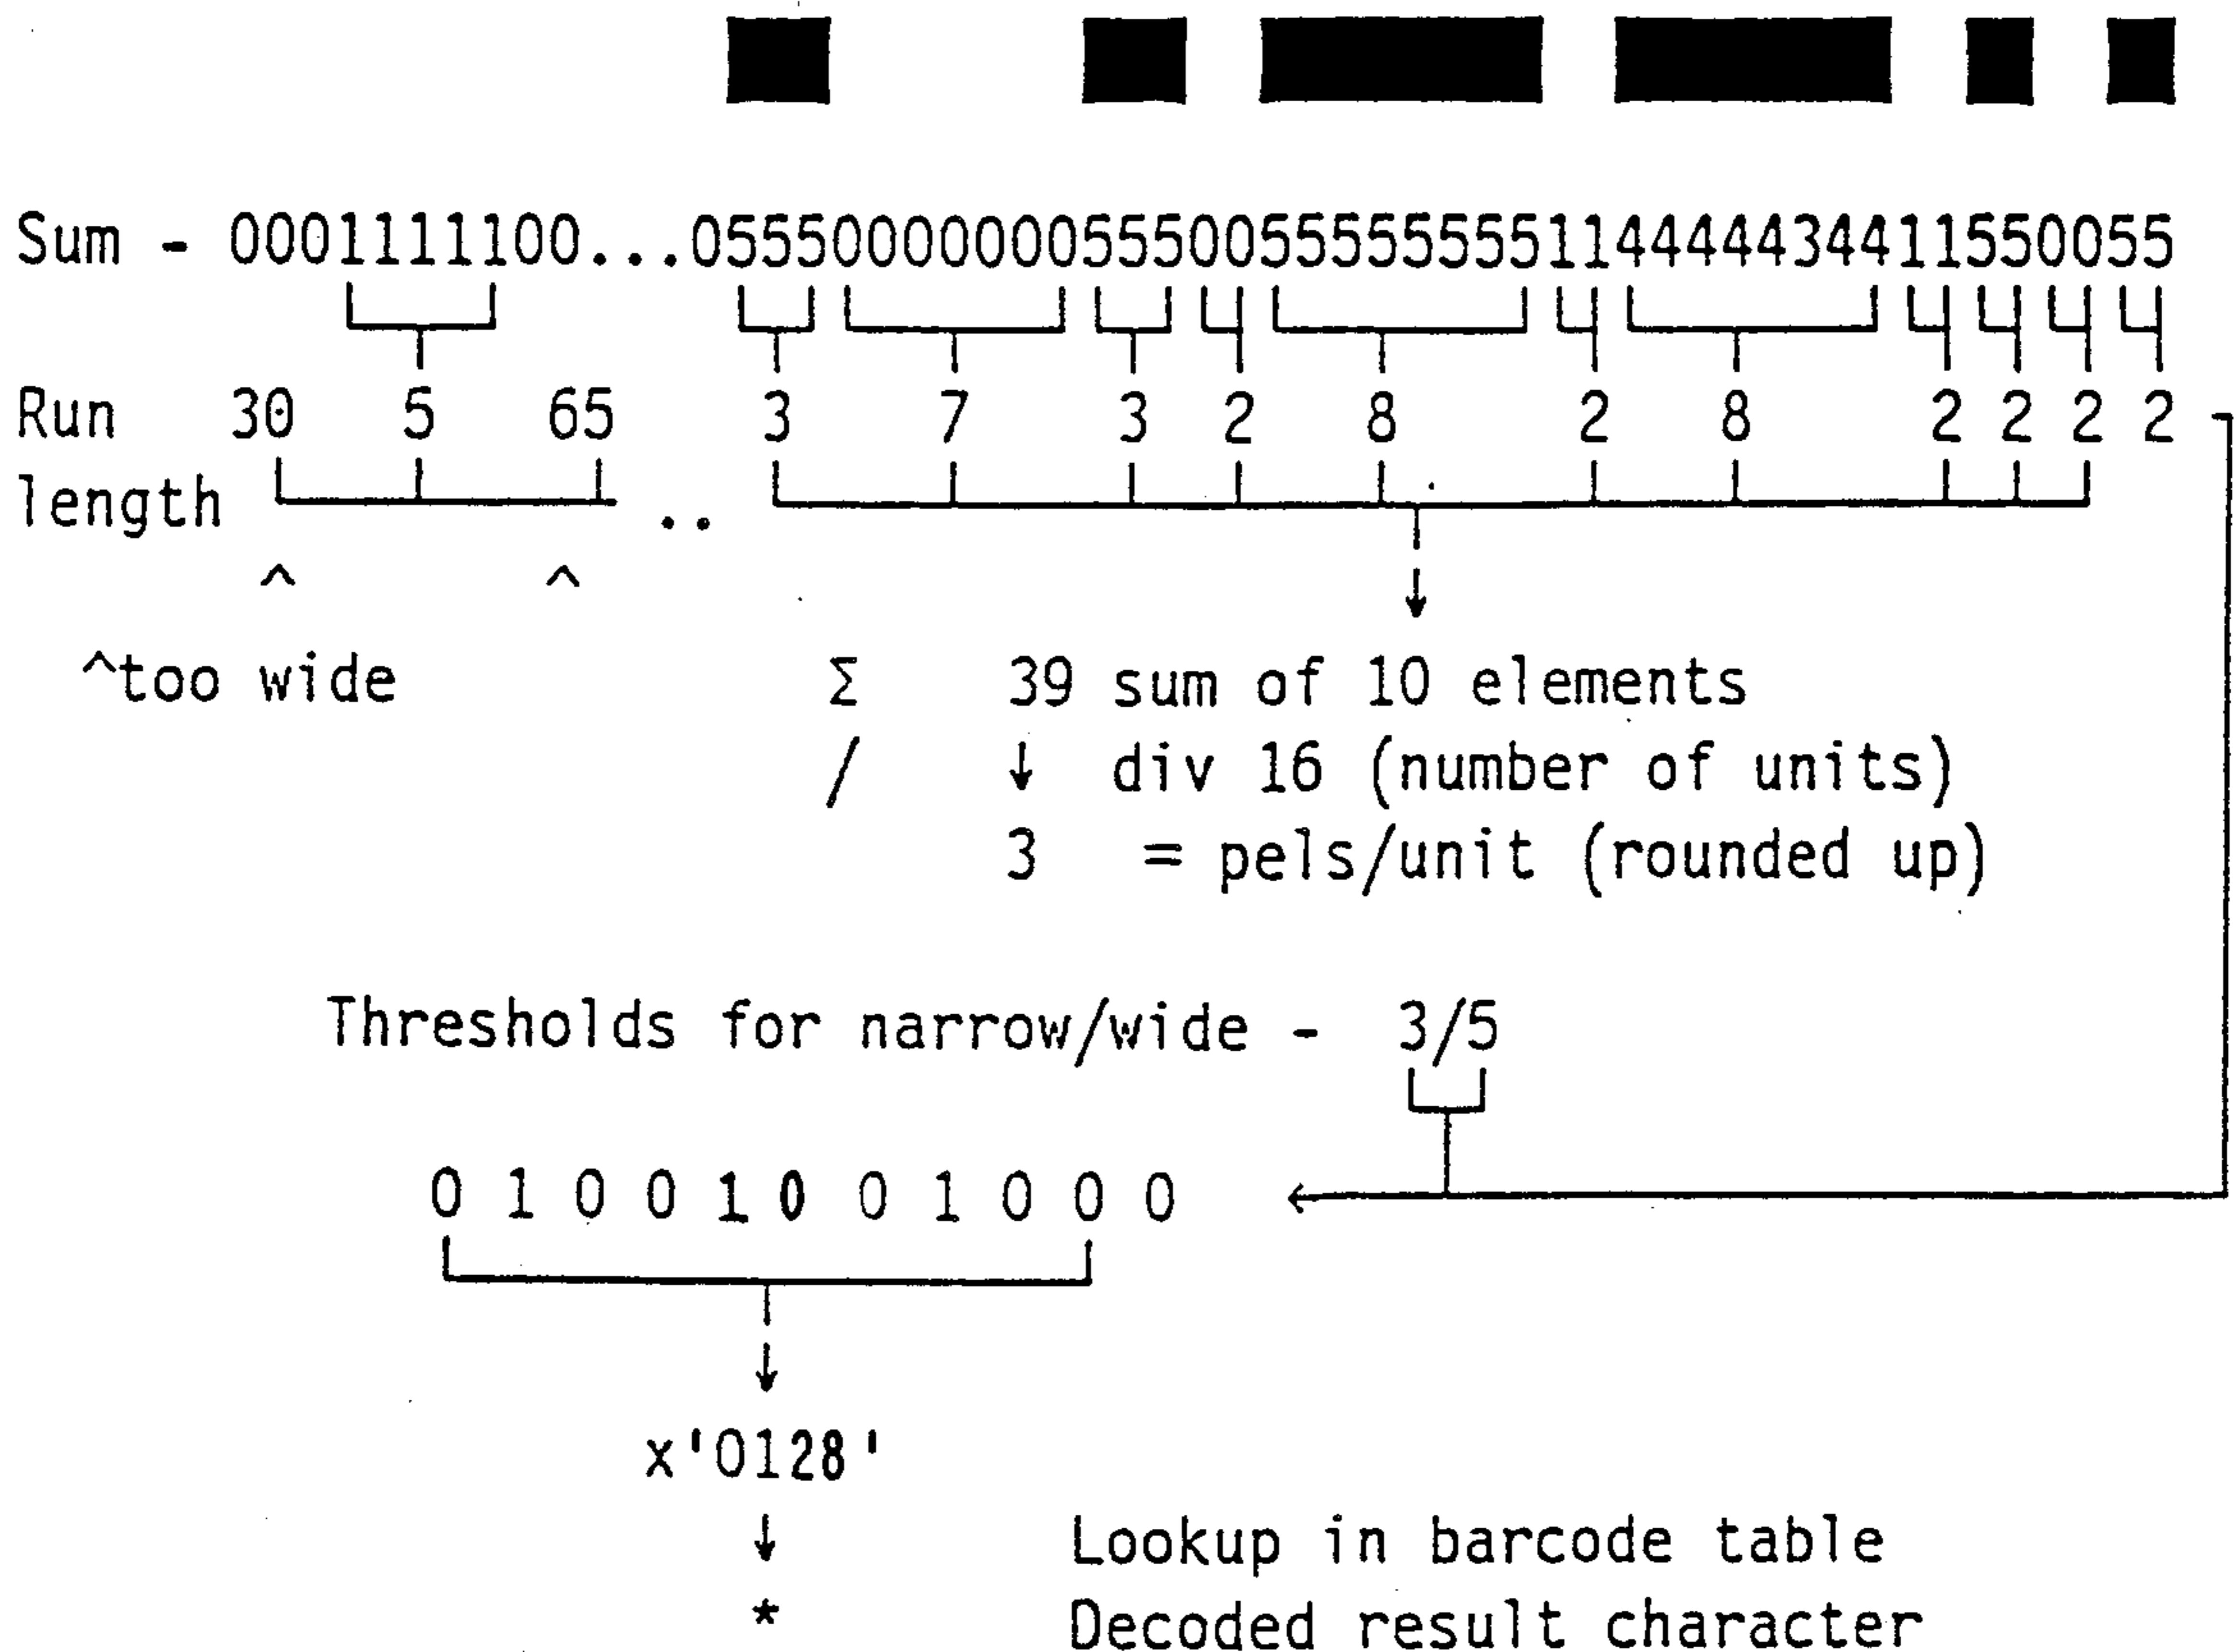 Sum - 0001111100...055500000005550055555555114444434411550055
Run 30 5 65 3 7 3 2 8 2 8 2 2 2 2
length ..
^ ^
^too wide Σ 39 sum of 10 elements
/ ↓ div 16 (number of units)
3 = pels/unit (rounded up)
Thresholds for narrow/wide - 3/5
0 1 0 0 1 0 0 1 0 0 0
x'0128'
↓ Lookup in barcode table
* Decoded result character